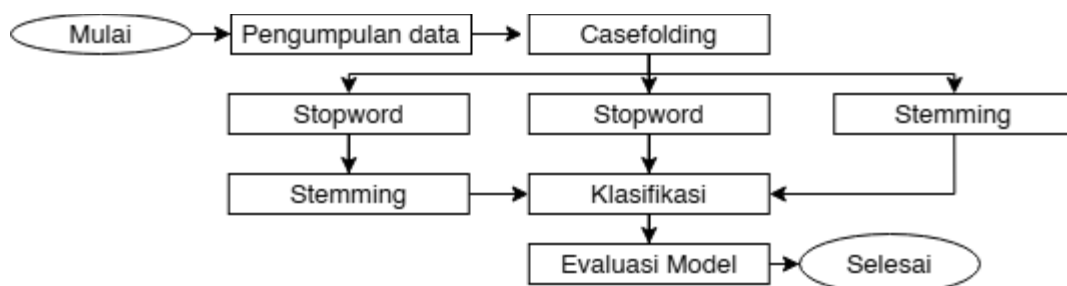 Mulai
Pengumpulan data
Casefolding
Stopword
Stopword
Stemming
Stemming
Klasifikasi
Evaluasi Model
Selesai